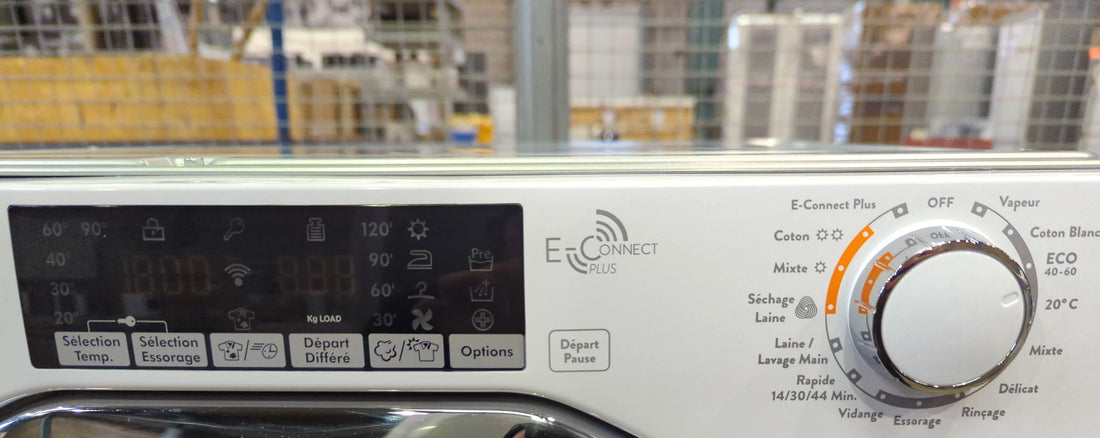 60° 90°
40°
30°
20°
Kg LOAD
120'
90'
60'
30'
Pre
Sélection
Temp.
Sélection
Essorage
Départ
Différé
Options
E-CONNECT
PLUS
Départ
Pause
E-Connect Plus
Coton
Mixte
Séchage
Laine
Laine /
Lavage Main
Rapide
14/30/44 Min.
Vidange
Essorage
Rinçage
Délicat
Mixte
20°C
ECO
40-60
Coton Blanc
Vapeur
OFF
OFF